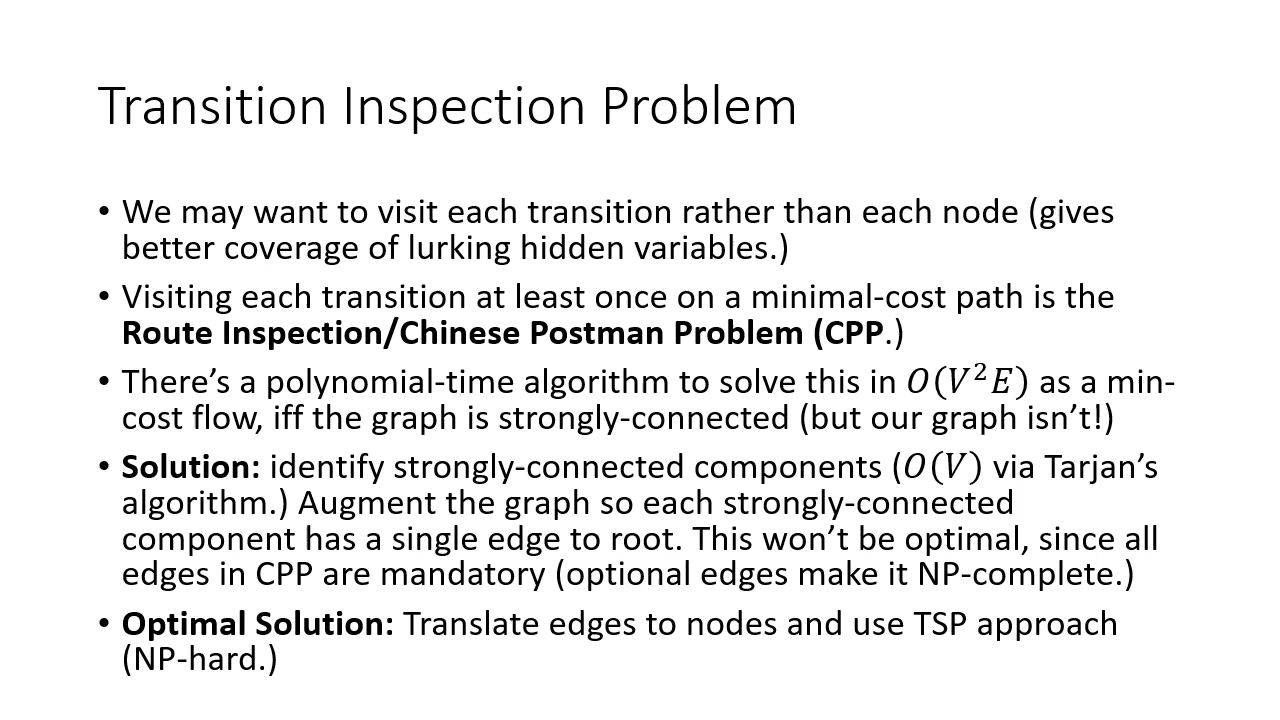 Transition Inspection Problem
• We may want to visit each transition rather than each node (gives
better coverage of lurking hidden variables.)
• Visiting each transition at least once on a minimal-cost path is the
Route Inspection/Chinese Postman Problem (CPP.)
• There’s a polynomial-time algorithm to solve this in O(V²E) as a min-
cost flow, iff the graph is strongly-connected (but our graph isn’t!)
• Solution: identify strongly-connected components (O(V) via Tarjan’s
algorithm.) Augment the graph so each strongly-connected
component has a single edge to root. This won’t be optimal, since all
edges in CPP are mandatory (optional edges make it NP-complete.)
• Optimal Solution: Translate edges to nodes and use TSP approach
(NP-hard.)